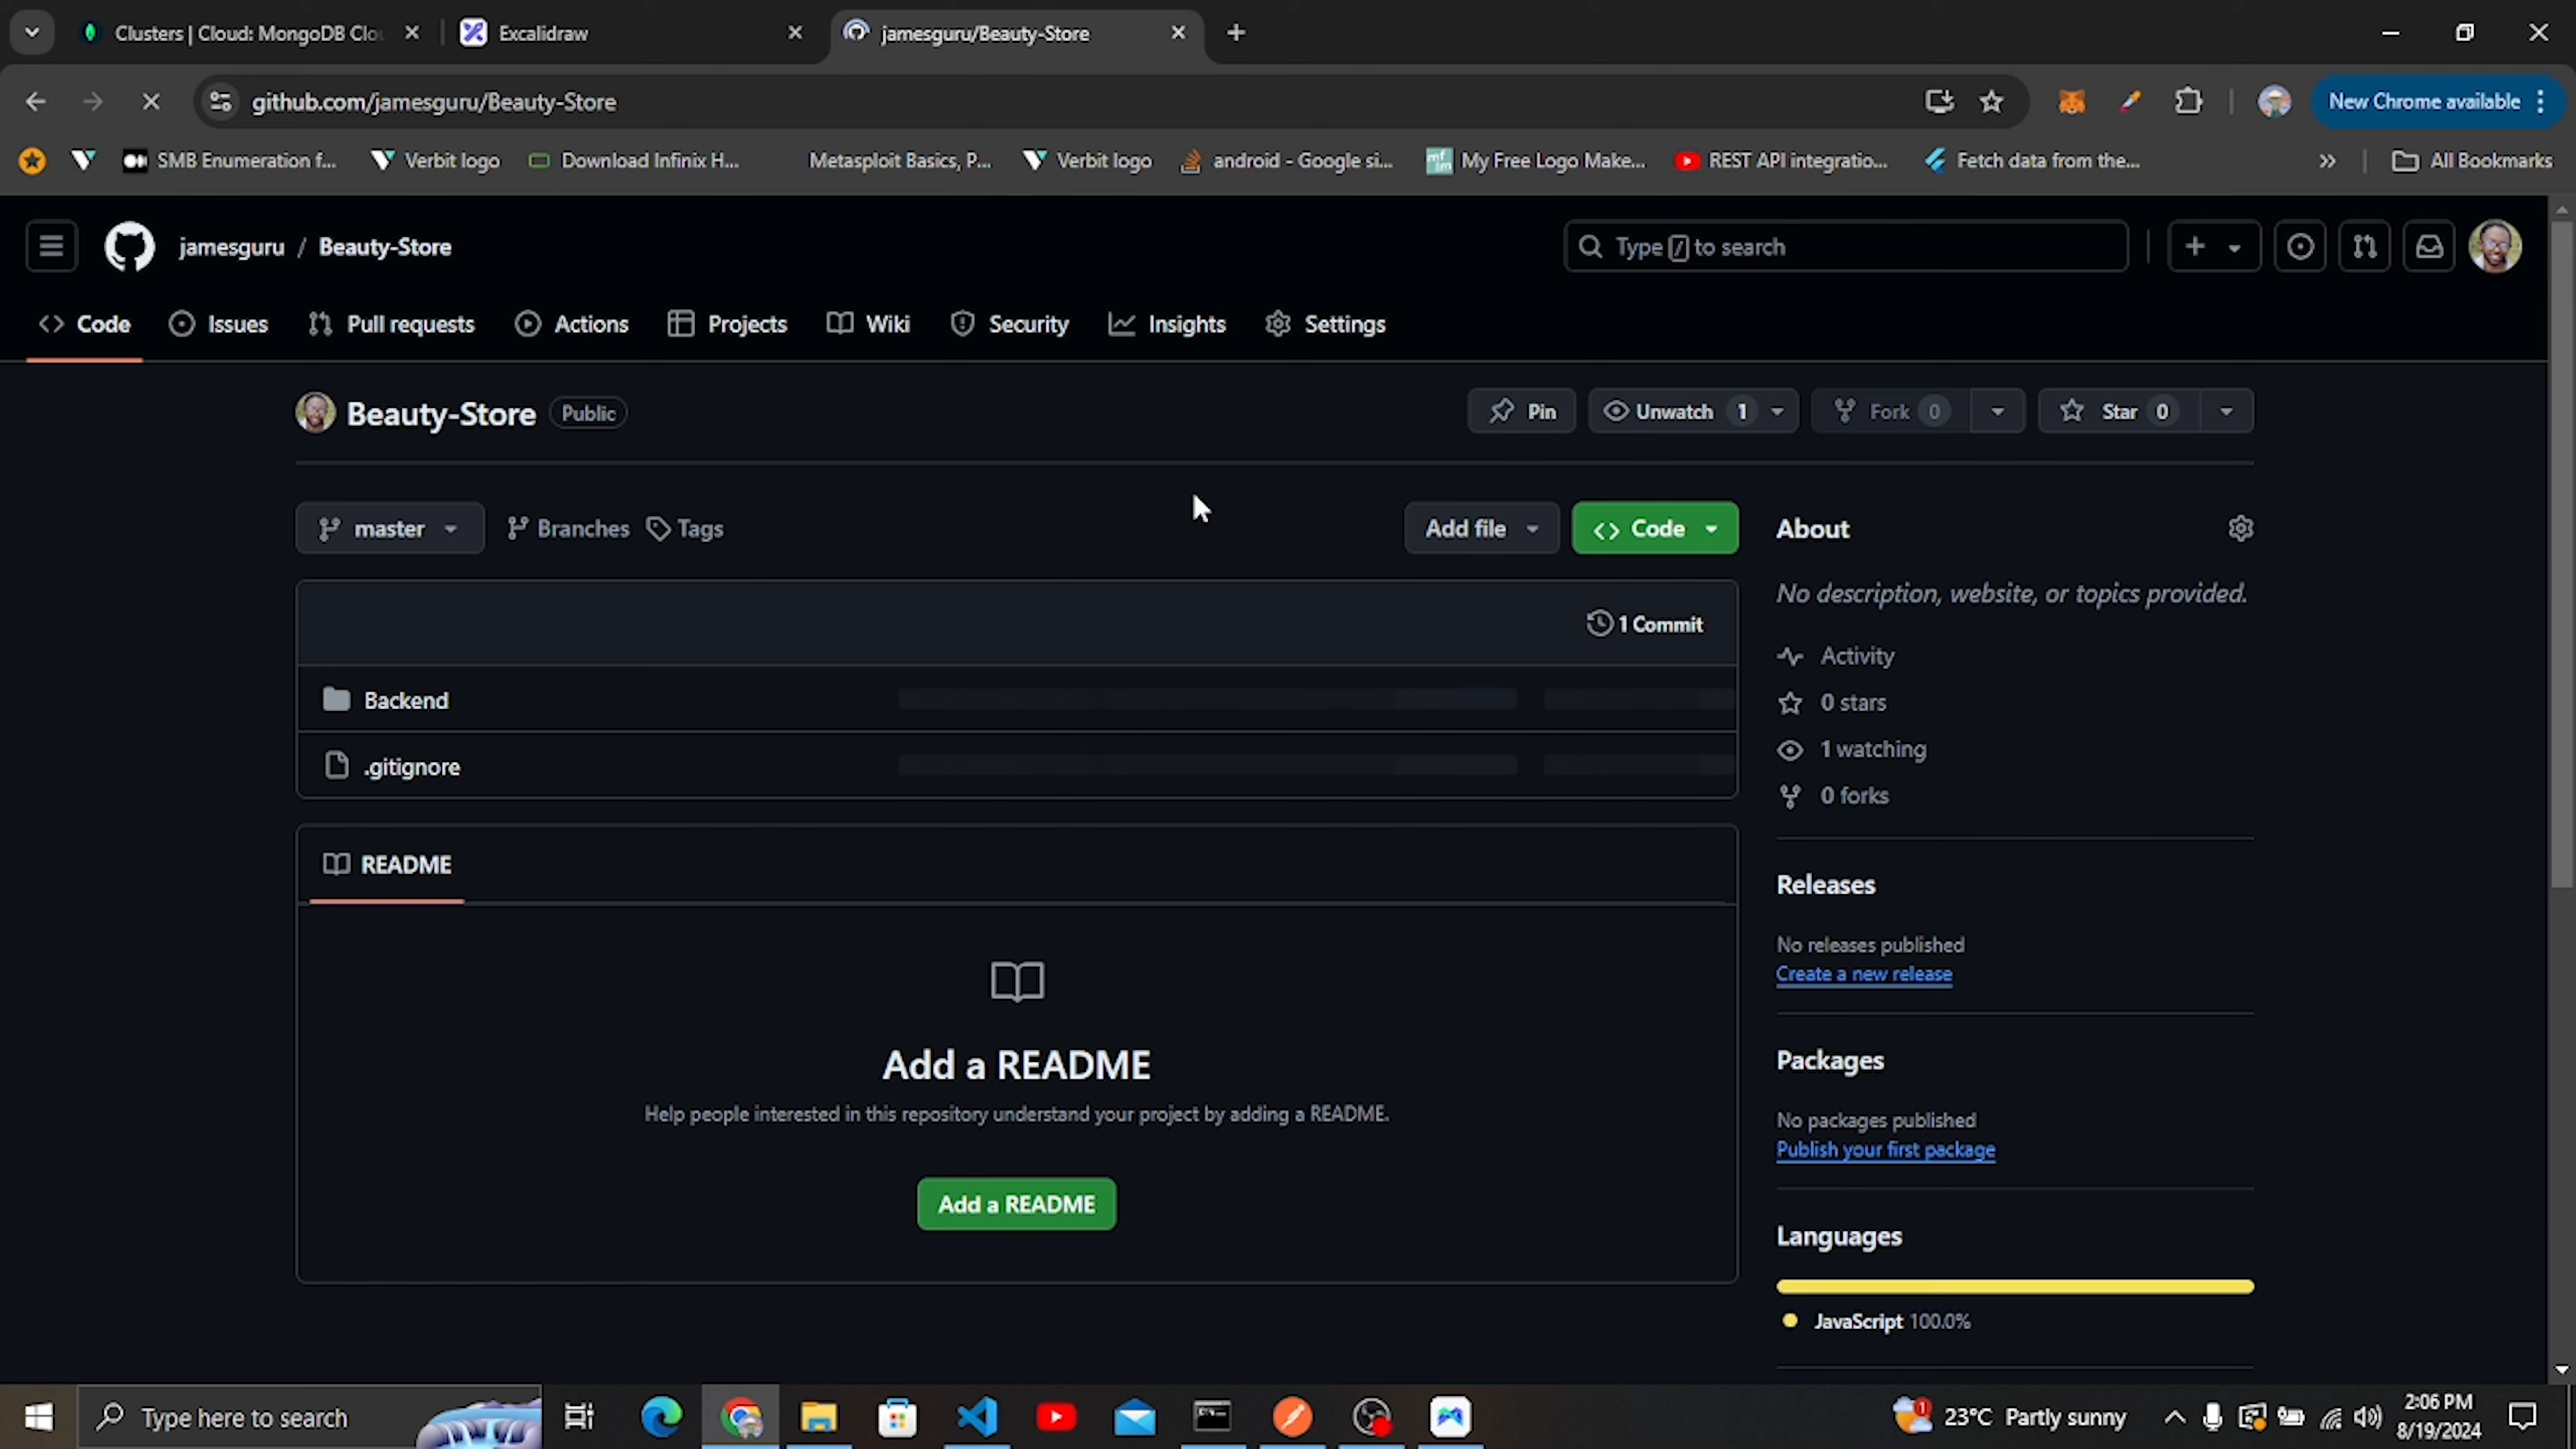 Clusters | Cloud: MongoDB Clou
Excalidraw
jamesguru/Beauty-Store
github.com/jamesguru/Beauty-Store
New Chrome available
SMB Enumeration f...
Verbit logo
Download Infinix H...
Metasploit Basics, P...
Verbit logo
android - Google si...
My Free Logo Make...
REST API integratio...
Fetch data from the...
All Bookmarks
jamesguru / Beauty-Store
Type / to search
Code
Issues
Pull requests
Actions
Projects
Wiki
Security
Insights
Settings
Beauty-Store
Public
Pin
Unwatch 1
Fork 0
Star 0
master
Branches
Tags
Add file
Code
1 Commit
Backend
.gitignore
README
Add a README
Help people interested in this repository understand your project by adding a README.
Add a README
About
No description, website, or topics provided.
Activity
0 stars
1 watching
0 forks
Releases
No releases published
Create a new release
Packages
No packages published
Publish your first package
Languages
JavaScript 100.0%
Type here to search
1
23°C Partly sunny
2:06 PM
8/19/2024